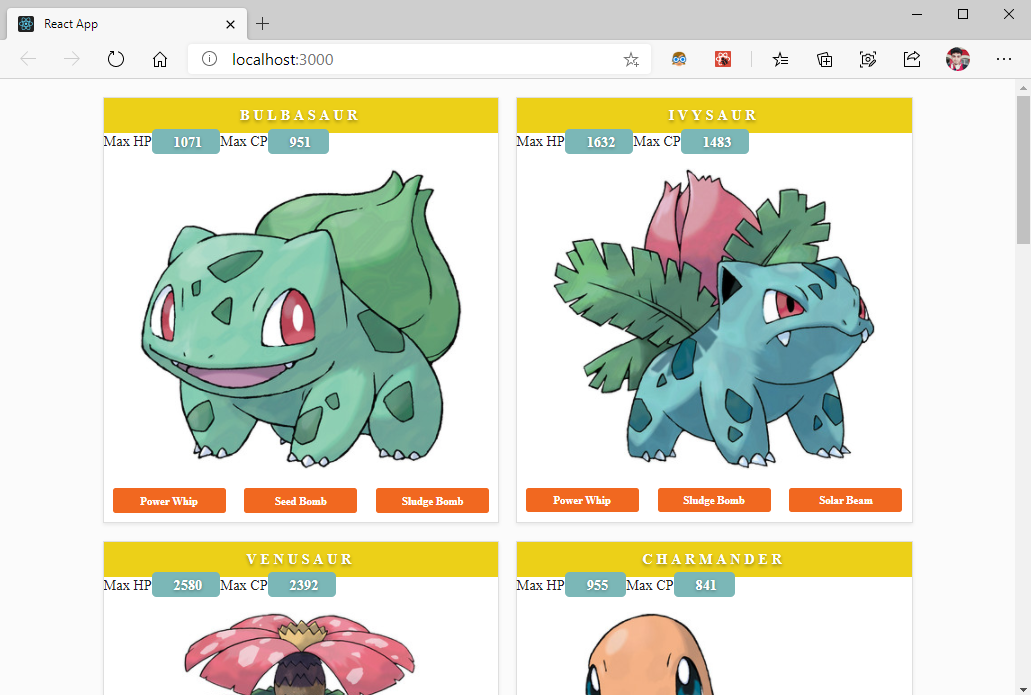 React App
localhost:3000
BULBASAUR
Max HP 1071 Max CP 951
Power Whip Seed Bomb Sludge Bomb
IVYSAUR
Max HP 1632 Max CP 1483
Power Whip Sludge Bomb Solar Beam
VENUSAUR
Max HP 2580 Max CP 2392
CHARMANDER
Max HP 955 Max CP 841